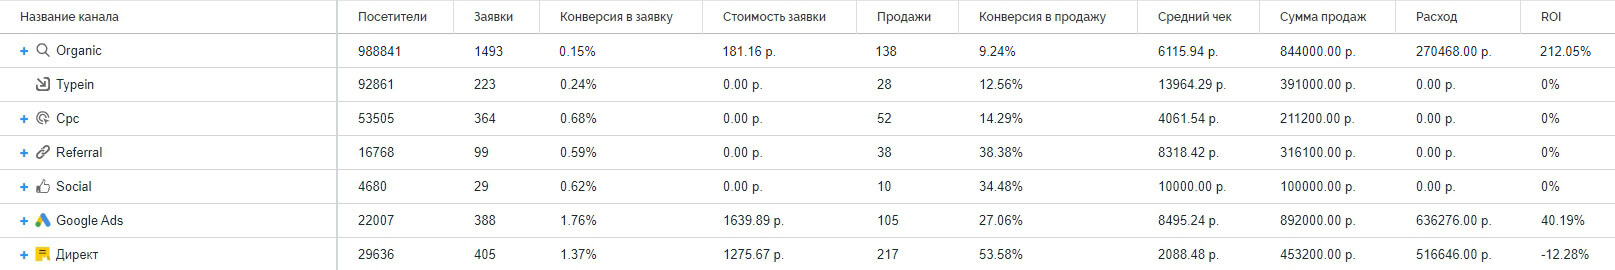 Название канала Посетители Заявки Конверсия в заявку Стоимость заявки Продажи Конверсия в продажу Средний чек Сумма продаж Расход ROI
+ Organic 988841 1493 0.15% 181.16 р. 138 9.24% 6115.94 р. 844000.00 р. 270468.00 р. 212.05%
Typein 92861 223 0.24% 0.00 р. 28 12.56% 13964.29 р. 391000.00 р. 0.00 р. 0%
+ Cpc 53505 364 0.68% 0.00 р. 52 14.29% 4061.54 р. 211200.00 р. 0.00 р. 0%
+ Referral 16768 99 0.59% 0.00 р. 38 38.38% 8318.42 р. 316100.00 р. 0.00 р. 0%
+ Social 4680 29 0.62% 0.00 р. 10 34.48% 10000.00 р. 100000.00 р. 0.00 р. 0%
+ Google Ads 22007 388 1.76% 1639.89 р. 105 27.06% 8495.24 р. 892000.00 р. 636276.00 р. 40.19%
+ Директ 29636 405 1.37% 1275.67 р. 217 53.58% 2088.48 р. 453200.00 р. 516646.00 р. -12.28%